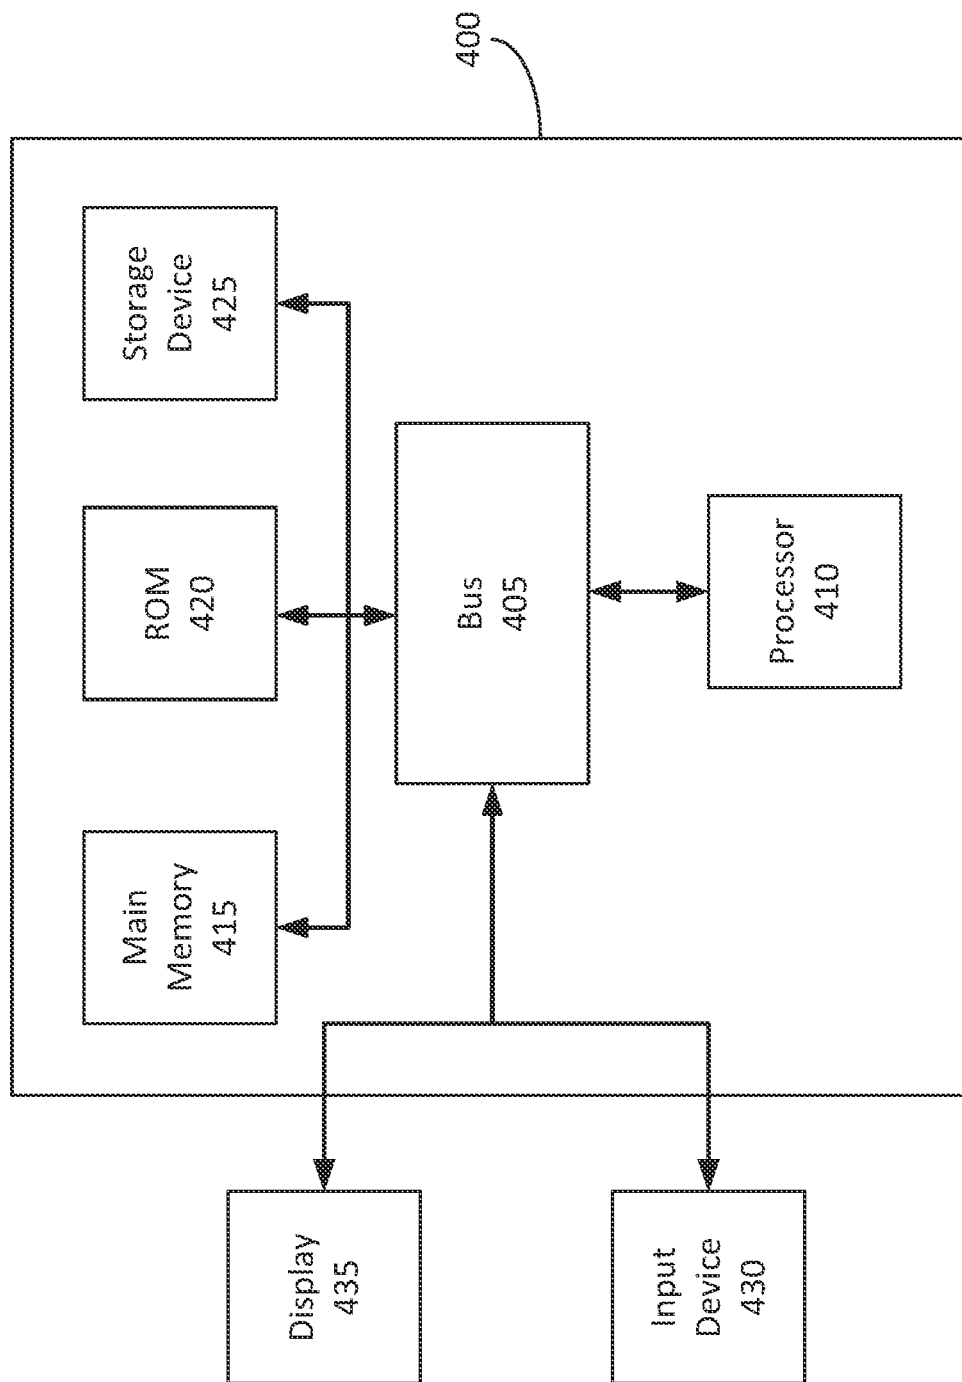 400
Display
435
Input
Device
430
Main
Memory
415
ROM
420
Storage
Device
425
Bus
405
Processor
410